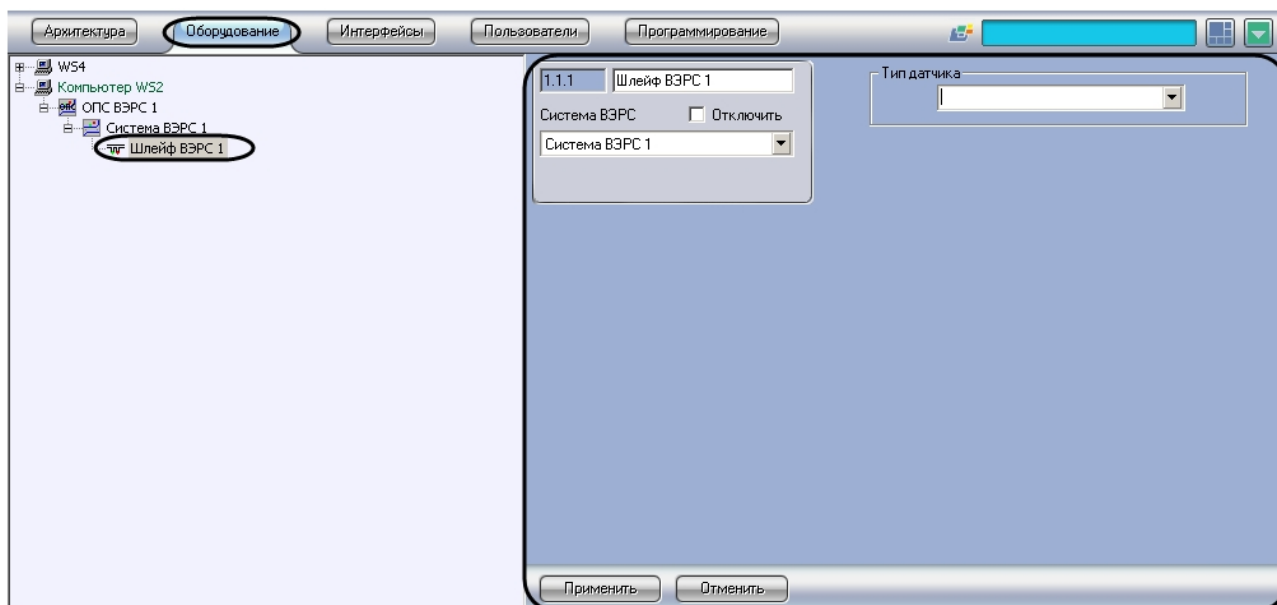 Архитектура Оборудование Интерфейсы Пользователи Программирование
WS4
Компьютер WS2
ОПС ВЭРС 1
Система ВЭРС 1
Шлейф ВЭРС 1
1.1.1 Шлейф ВЭРС 1
Система ВЭРС Отключить
Система ВЭРС 1
Тип датчика
Применить Отменить